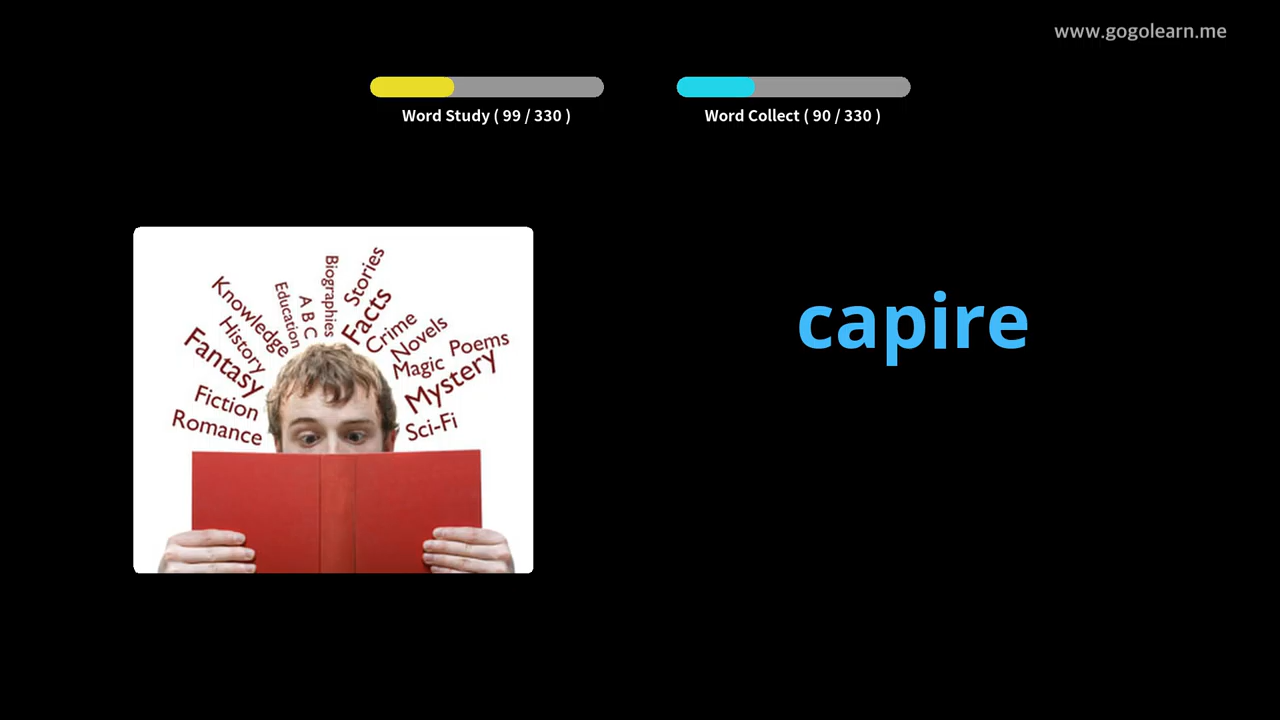 www.gogolearn.me
Word Study ( 99 / 330 )
Word Collect ( 90 / 330 )
Knowledge
Education
A B C
Biographies
Stories
Facts
History
Crime
Novels
Fantasy
Magic
Poems
Fiction
Mystery
Romance
Sci-Fi
capire